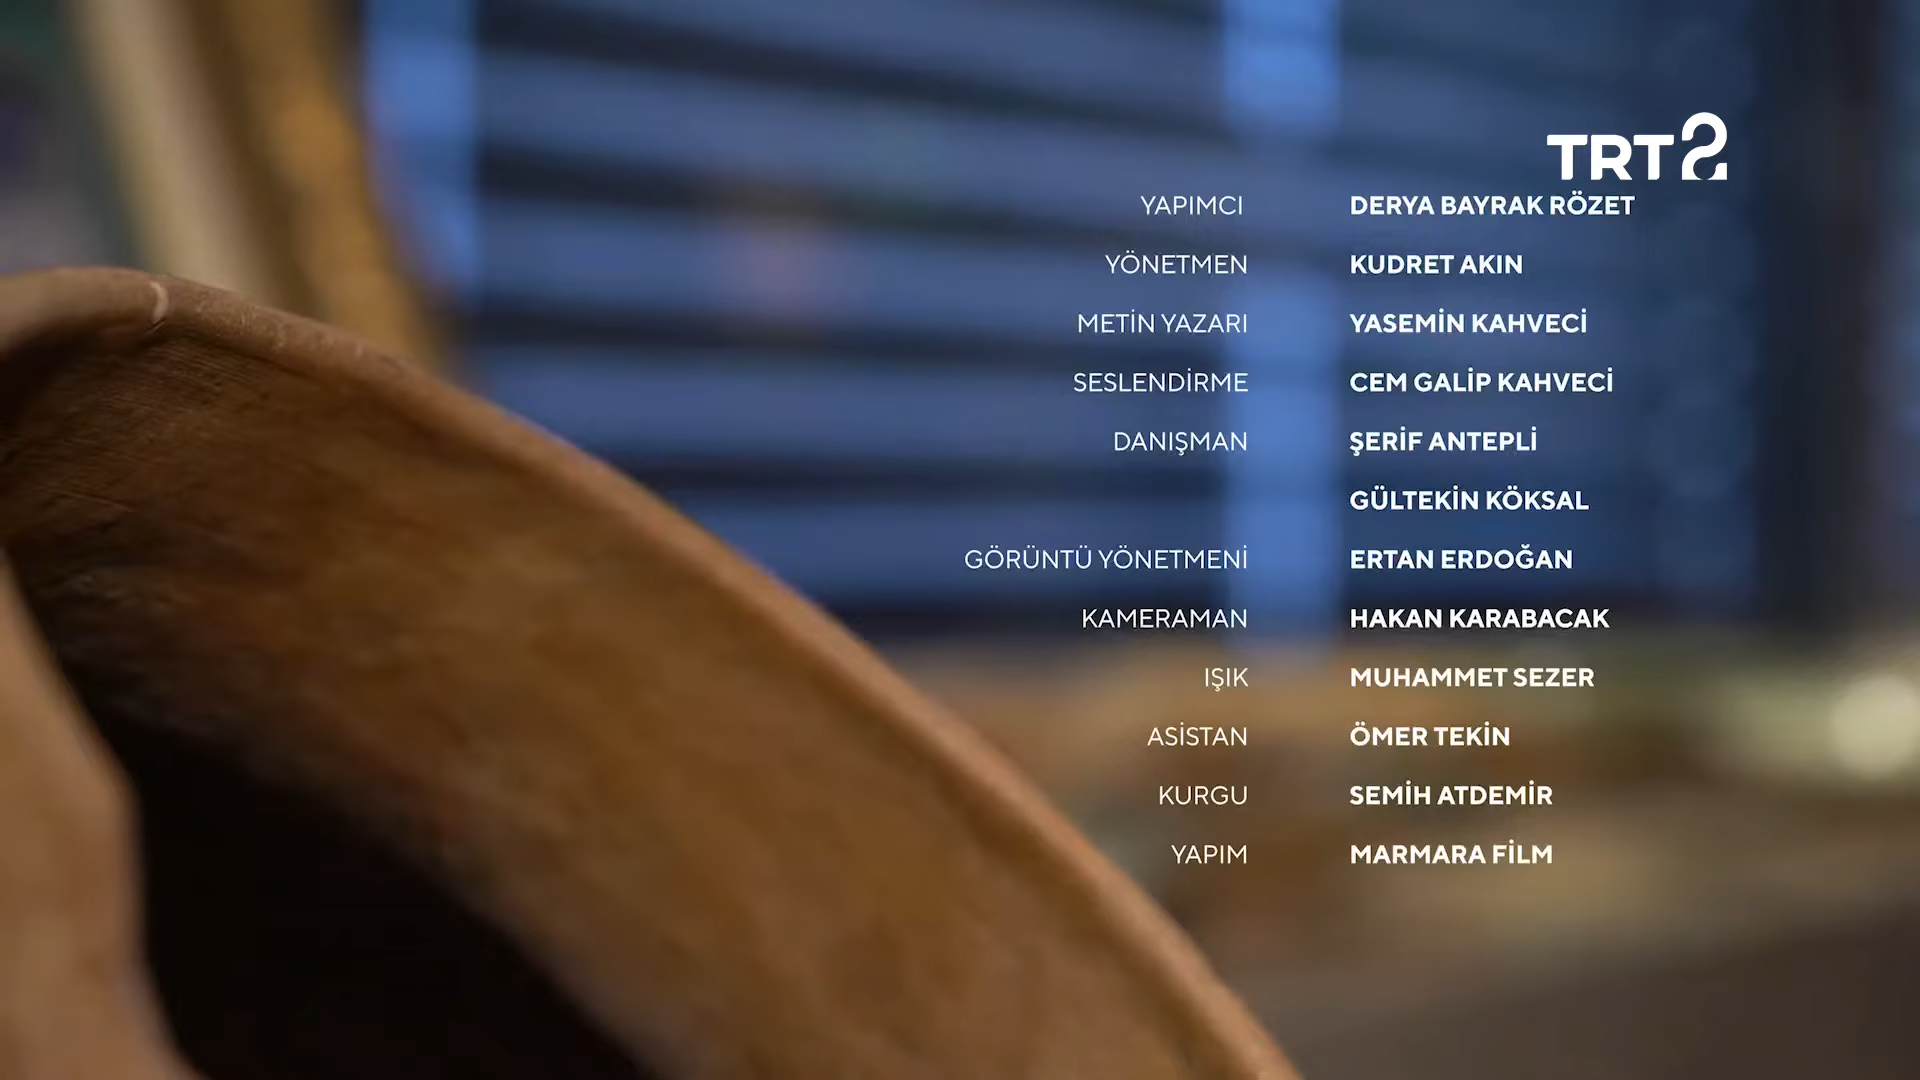 TRT2
YAPIMCI DERYA BAYRAK RÖZET
YÖNETMEN KUDRET AKIN
METİN YAZARI YASEMİN KAHVECİ
SESLENDİRME CEM GALİP KAHVECİ
DANIŞMAN ŞERİF ANTEPLİ
GÜLTEKİN KÖKSAL
GÖRÜNTÜ YÖNETMENİ ERTAN ERDOĞAN
KAMERAMAN HAKAN KARABACAK
IŞIK MUHAMMET SEZER
ASİSTAN ÖMER TEKİN
KURGU SEMİH ATDEMİR
YAPIM MARMARA FİLM